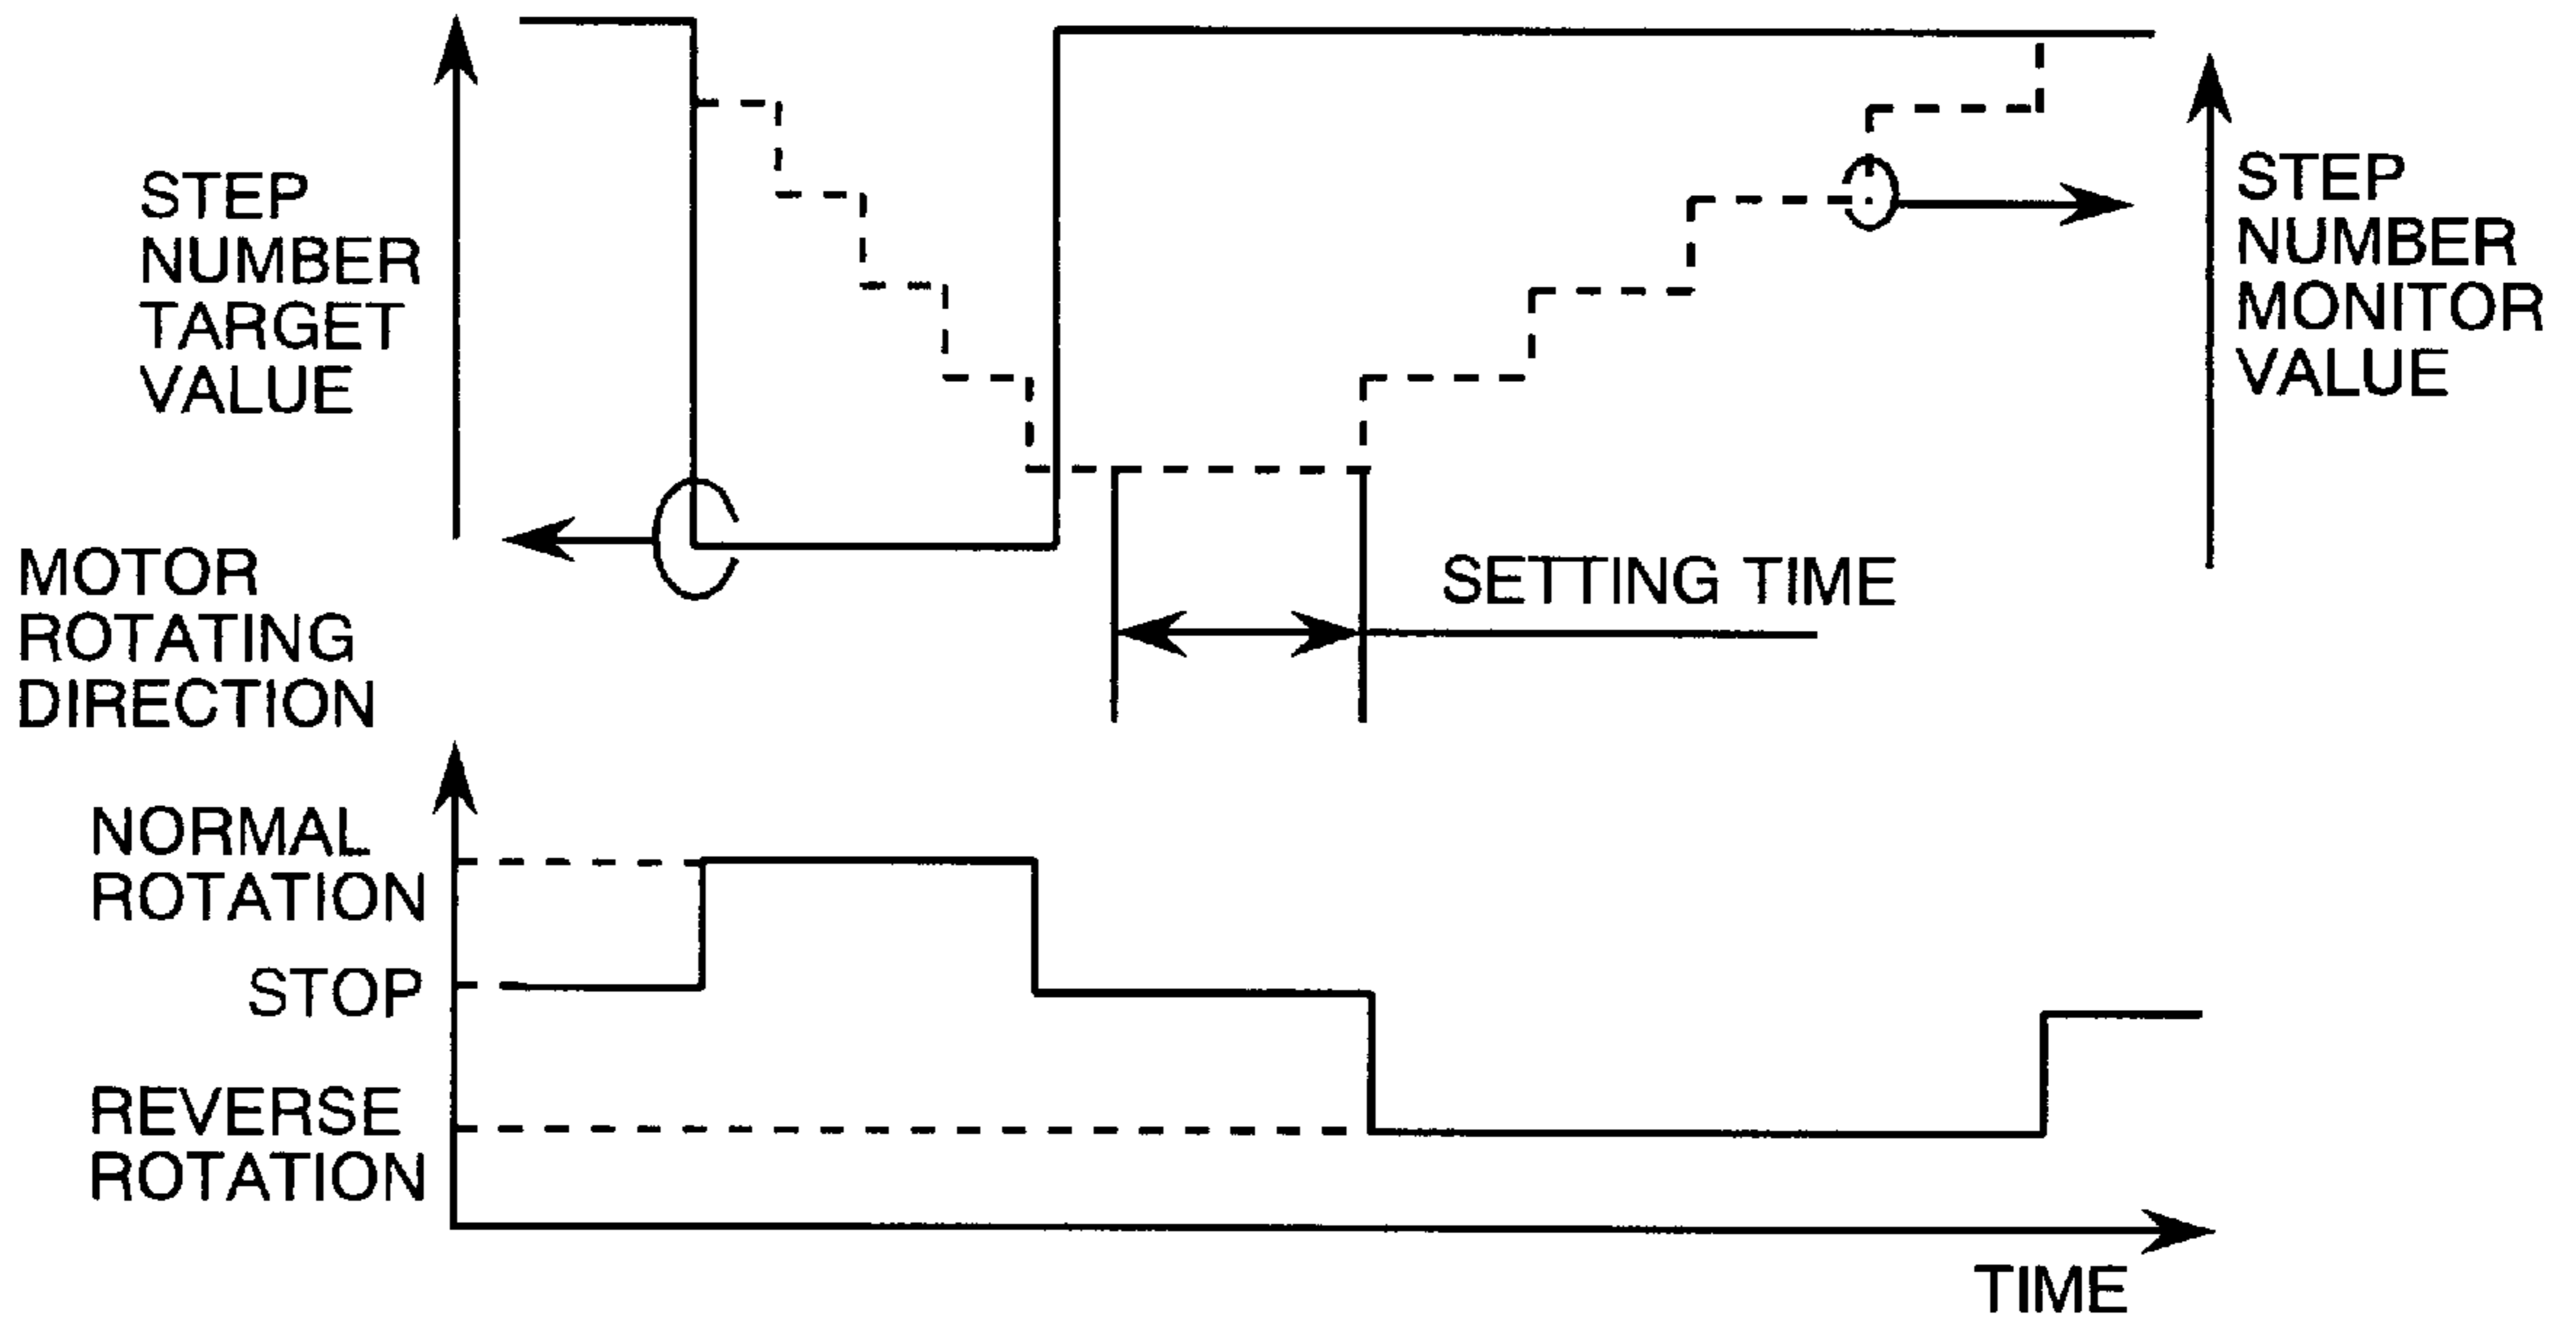 STEP
NUMBER
TARGET
VALUE
STEP
NUMBER
MONITOR
VALUE
MOTOR
ROTATING
DIRECTION
SETTING TIME
NORMAL
ROTATION
STOP
REVERSE
ROTATION
TIME